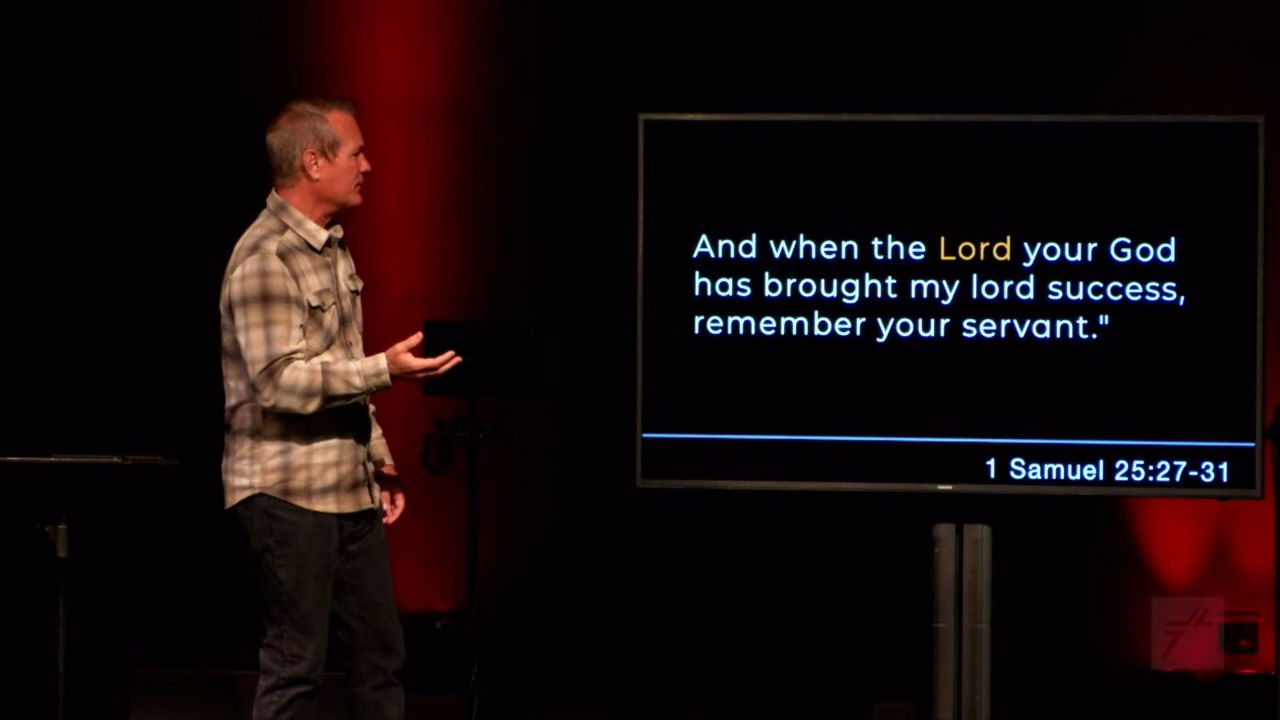 And when the Lord your God
has brought my lord success,
remember your servant."
1 Samuel 25:27-31